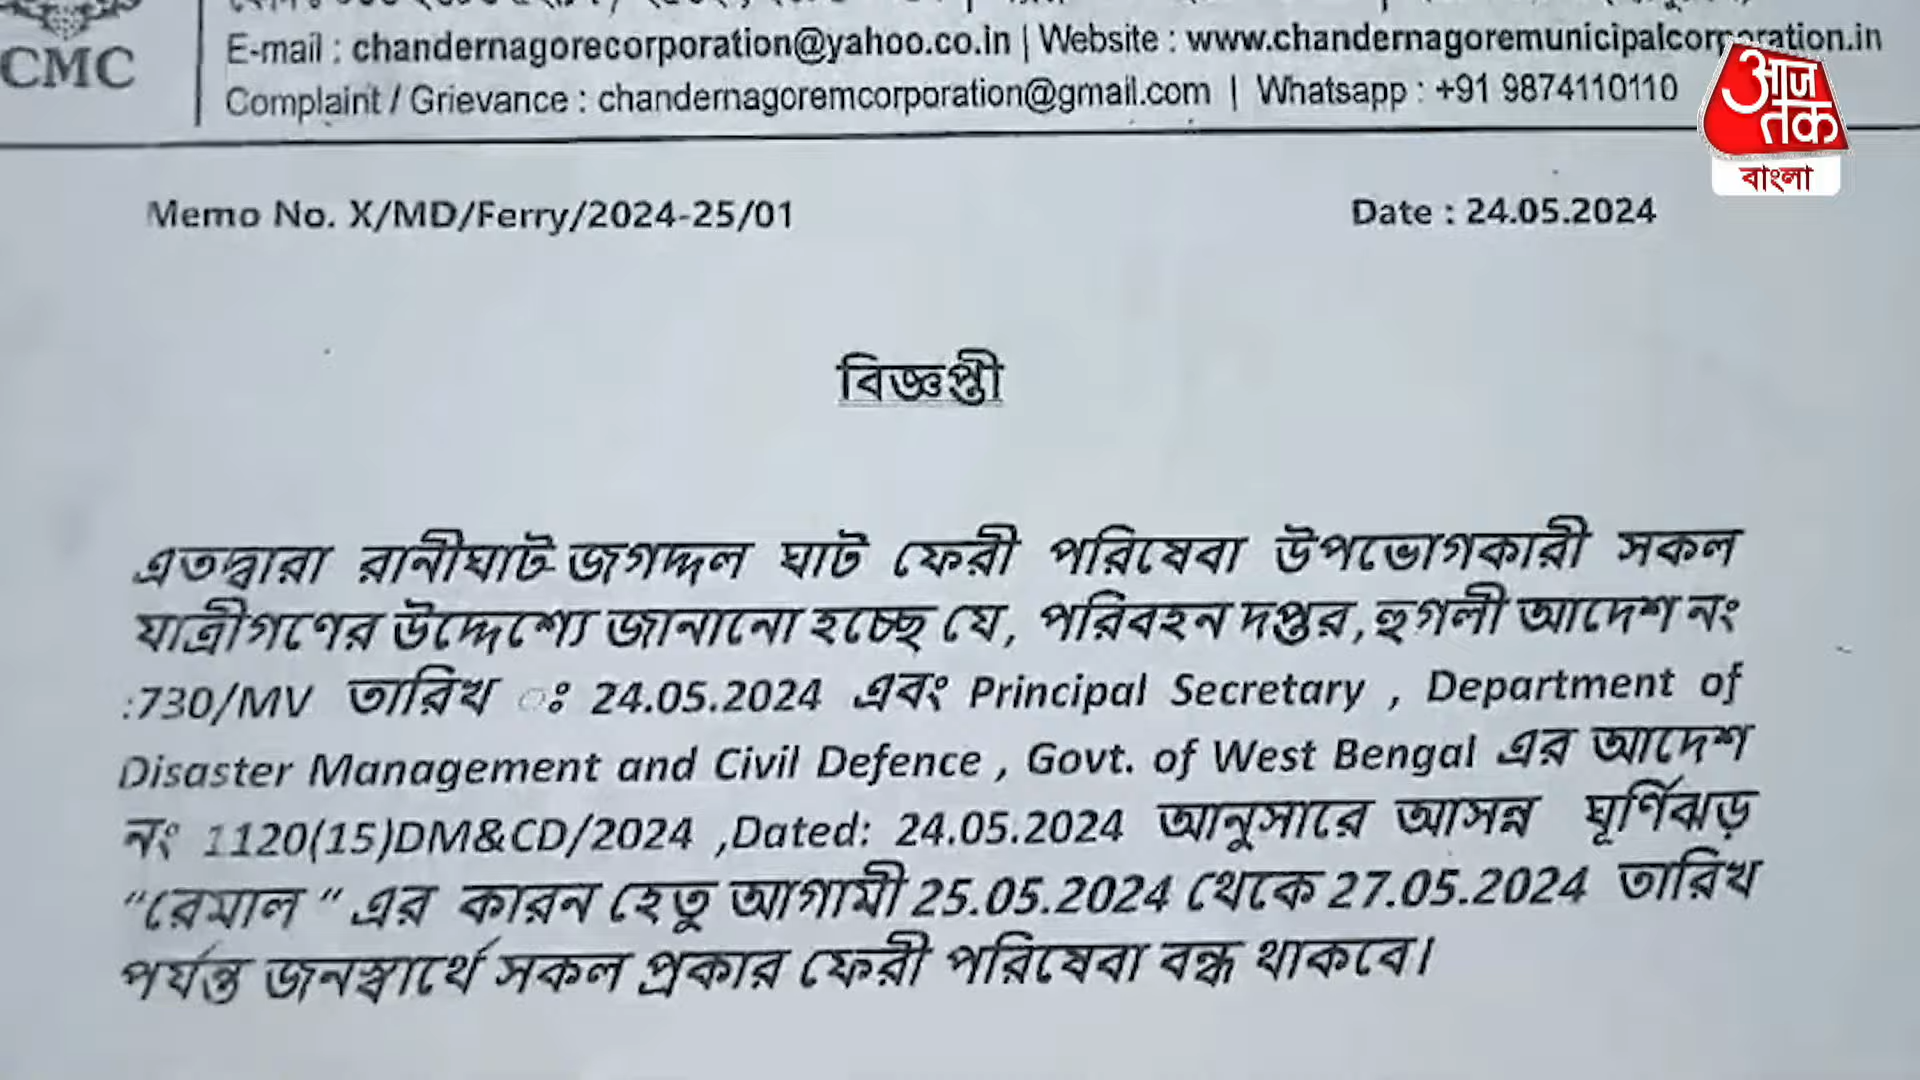 E-mail : chandernagorecorporation@yahoo.co.in | Website : www.chandernagoremunicipalcorporation.in
CMC
Complaint / Grievance : chandernagoremcorporation@gmail.com | Whatsapp : +91 9874110110
আজ
তক
বাংলা
Memo No. X/MD/Ferry/2024-25/01
Date : 24.05.2024
বিজ্ঞপ্তী
এতদ্বারা রানীঘাট-জগদ্দল ঘাট ফেরী পরিষেবা উপভোগকারী সকল
যাত্রীগণের উদ্দেশ্যে জানানো হচ্ছে যে, পরিবহন দপ্তর,হুগলী আদেশ নং
:730/MV তারিখ ঃ 24.05.2024 এবং Principal Secretary , Department of
Disaster Management and Civil Defence , Govt. of West Bengal এর আদেশ
নং 1120(15)DM&CD/2024 ,Dated: 24.05.2024 আনুসারে আসন্ন ঘূর্ণিঝড়
“রেমাল “ এর কারন হেতু আগামী 25.05.2024 থেকে 27.05.2024 তারিখ
পর্যন্ত জনস্বার্থে সকল প্রকার ফেরী পরিষেবা বন্ধ থাকবে।